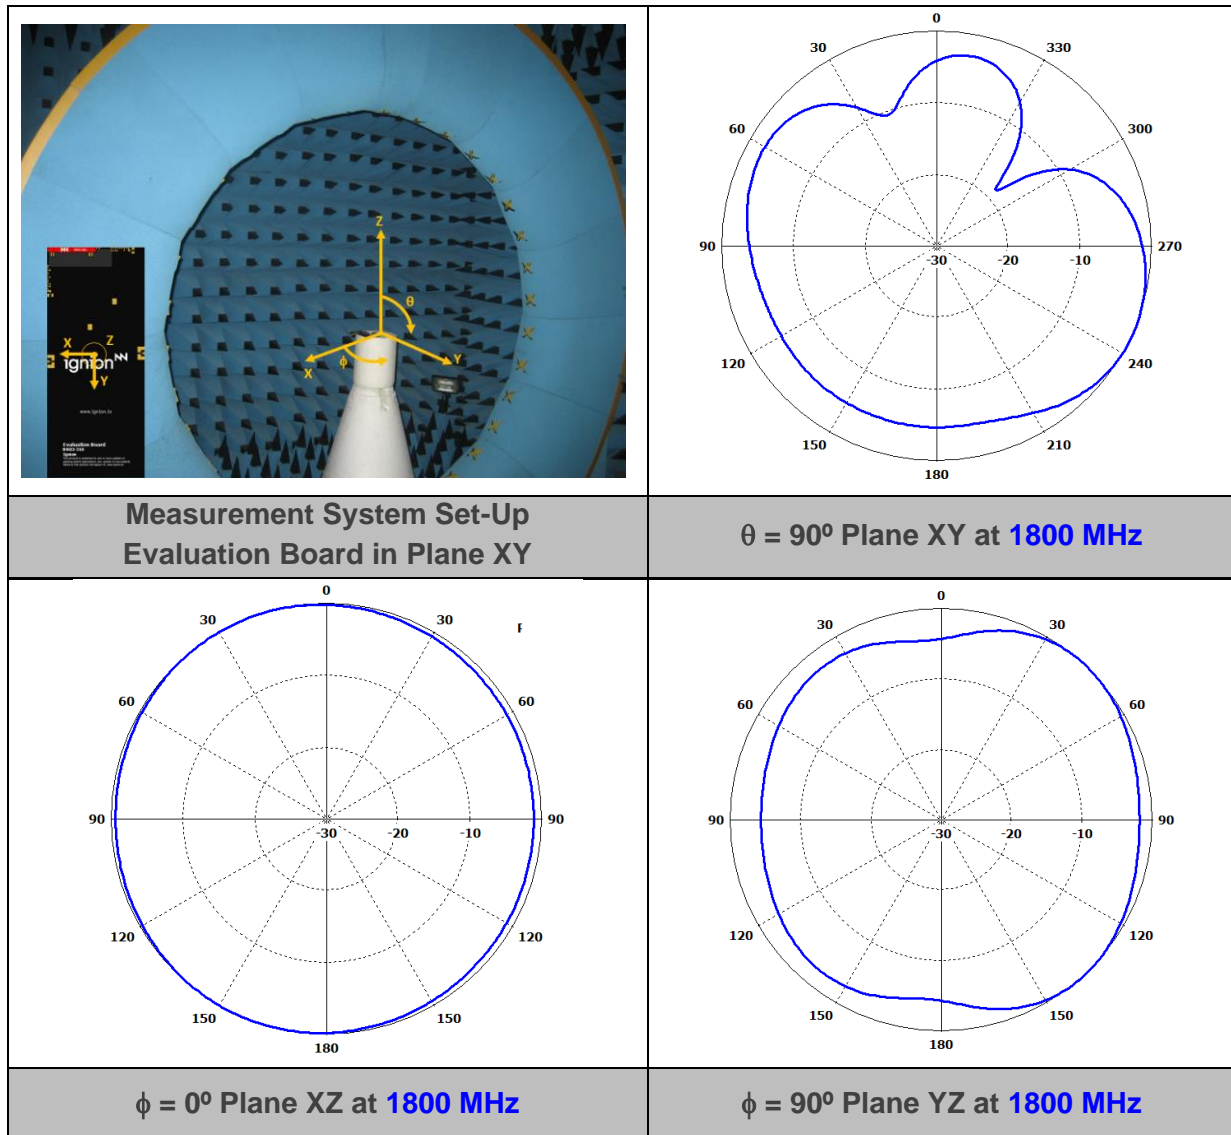 Z
θ
X
ϕ
Y
X
Z
ignion
Y
www.ignion.io
Evaluation Board
Measurement System Set-Up
Evaluation Board in Plane XY
0
30
330
60
300
90
-30
-20
-10
270
120
240
150
210
180
θ = 90º Plane XY at 1800 MHz
0
30
30
60
60
90
-30
-20
-10
90
120
120
150
150
180
ϕ = 0º Plane XZ at 1800 MHz
0
30
30
60
60
90
-30
-20
-10
90
120
120
150
150
180
ϕ = 90º Plane YZ at 1800 MHz